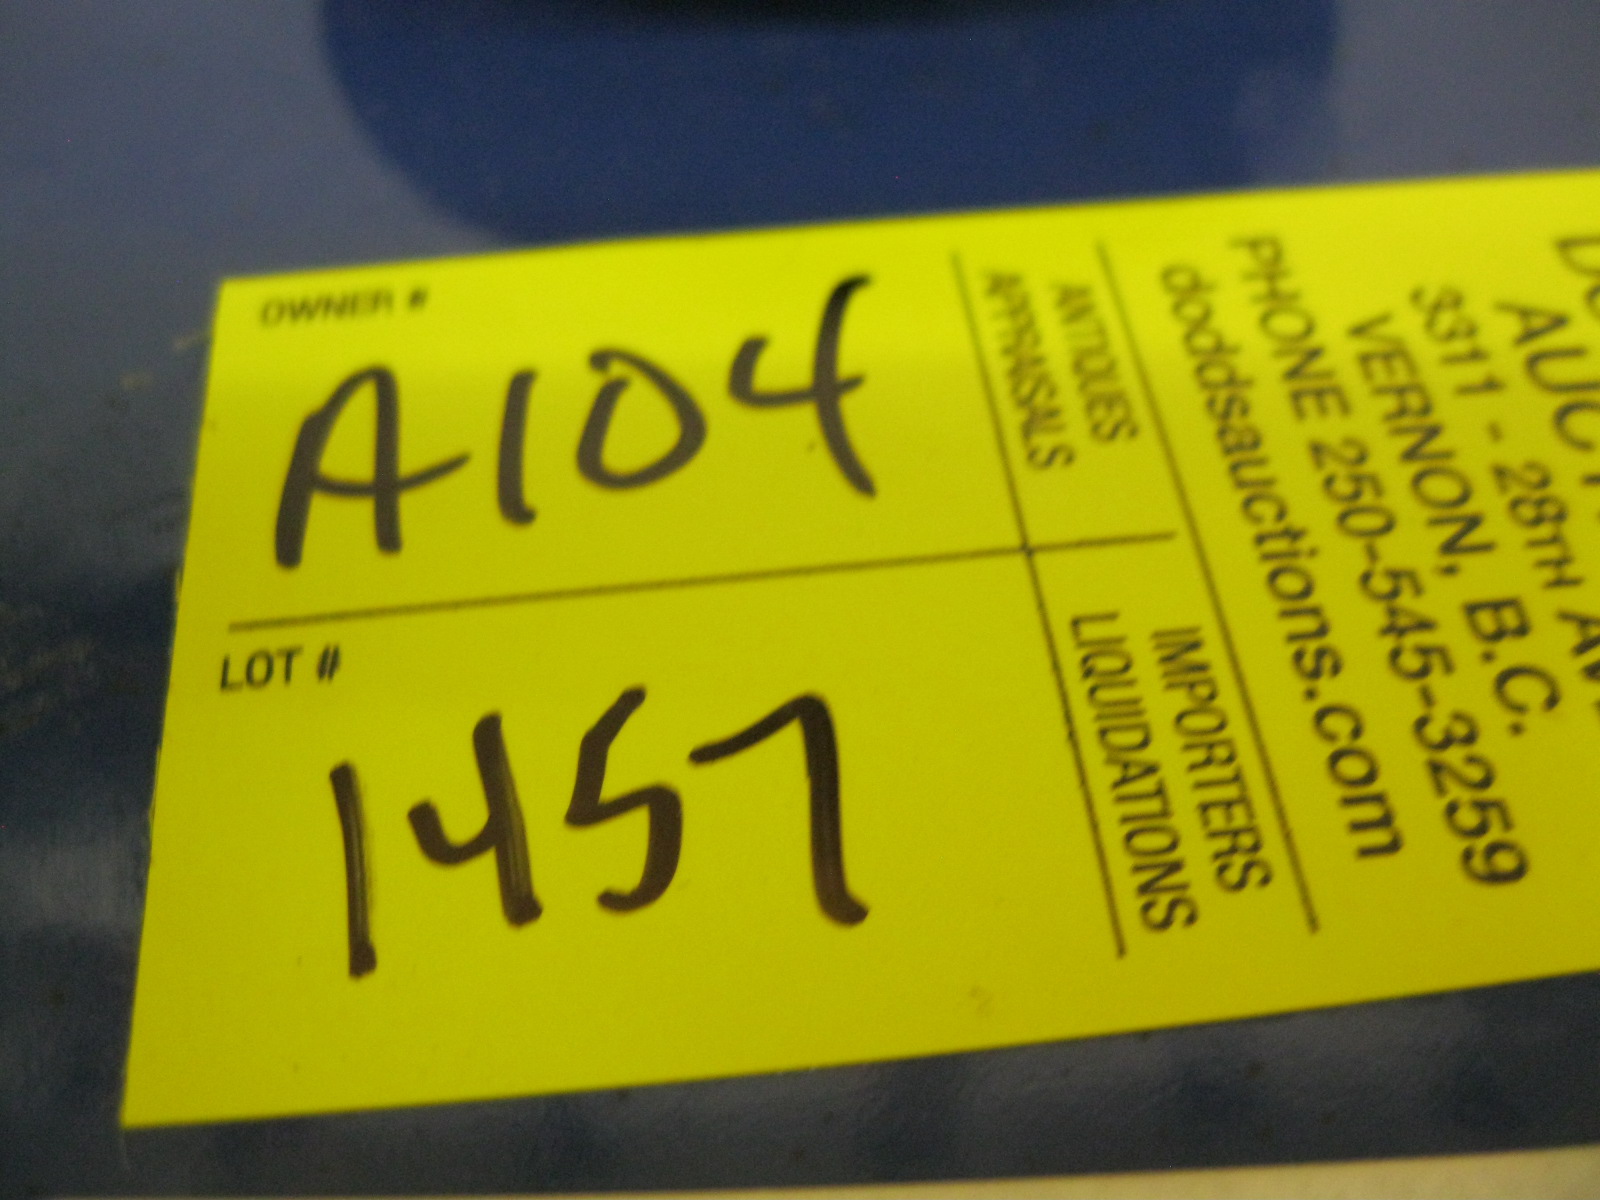 OWNER #
A104
LOT #
1457
ANTIQUES
APPRAISALS
IMPORTERS
LIQUIDATIONS
3311 - 28TH
VERNON, B.C.
PHONE 250-545-3259
doddsauctions.com